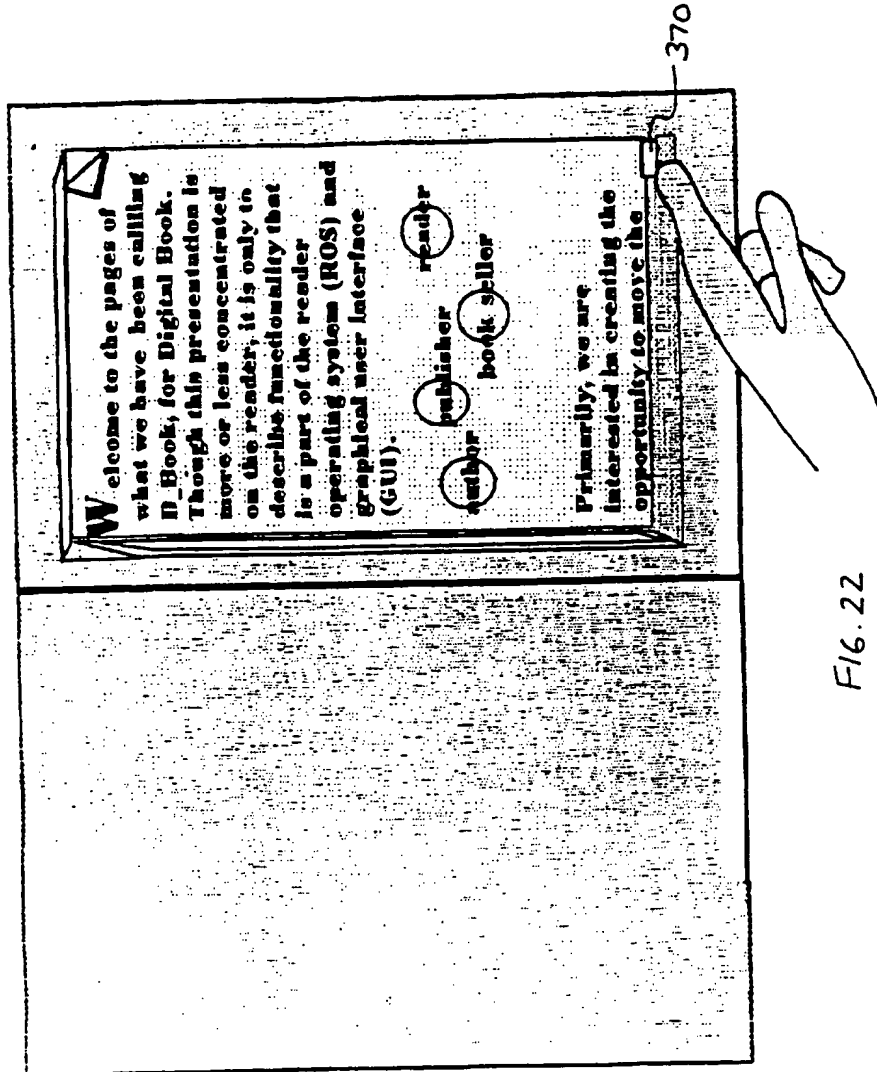 Welcome to the pages of
what we have been callling
D_Book, for Digital Book.
Though this presentation is
more or less concentrated
on the reader, it is only to
describe functionality that
is a part of the reader
operating system (ROS) and
graphical user interface
(GUI).
author
publisher
book seller
reader
Primarily, we are
interested in creating the
opportunity to move the
370
FIG. 22